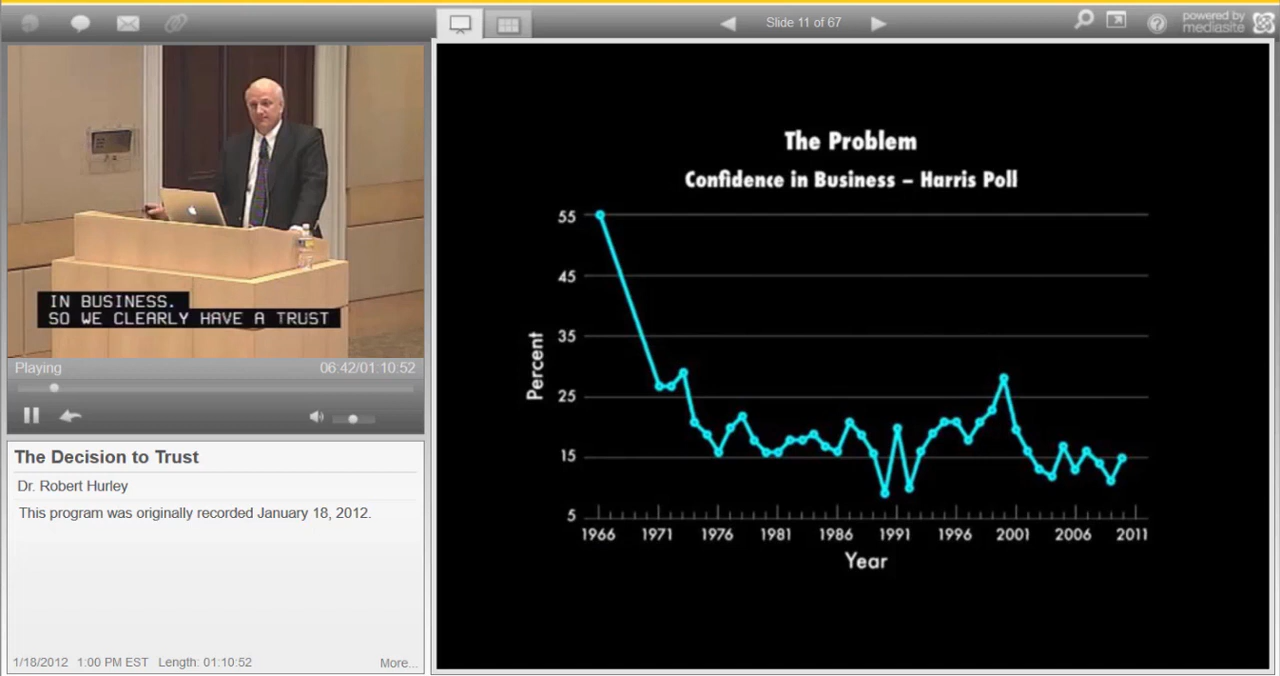 Slide 11 of 67
powered by
mediasite
IN BUSINESS.
SO WE CLEARLY HAVE A TRUST
Playing
06:42/01:10:52
The Decision to Trust
Dr. Robert Hurley
This program was originally recorded January 18, 2012.
1/18/2012 1:00 PM EST Length: 01:10:52
More...
The Problem
Confidence in Business – Harris Poll
Percent
55
45
35
25
15
5
1966 1971 1976 1981 1986 1991 1996 2001 2006 2011
Year